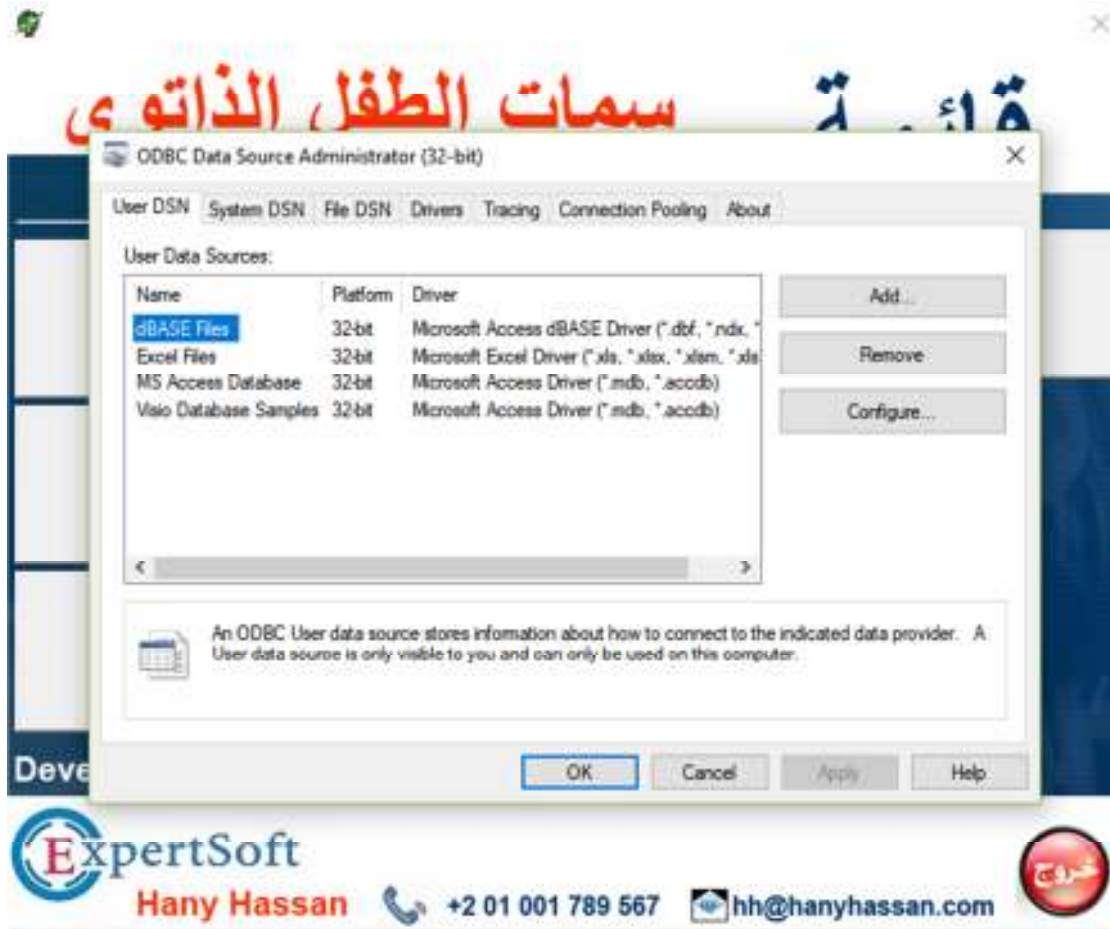 قائمة سمات الطفل الذاتوى
ODBC Data Source Administrator (32-bit)
User DSN System DSN File DSN Drivers Tracing Connection Pooling About
User Data Sources:
Name Platform Driver
dBASE Files 32-bit Microsoft Access dBASE Driver (*.dbf, *.ndx, *
Excel Files 32-bit Microsoft Excel Driver (*.xls, *.xlsx, *.xlsm, *.xls
MS Access Database 32-bit Microsoft Access Driver (*.mdb, *.accdb)
Visio Database Samples 32-bit Microsoft Access Driver (*.mdb, *.accdb)
Add...
Remove
Configure...
An ODBC User data source stores information about how to connect to the indicated data provider. A
User data source is only visible to you and can only be used on this computer.
OK Cancel Apply Help
Deve
ExpertSoft
Hany Hassan +2 01 001 789 567 hh@hanyhassan.com
خروج